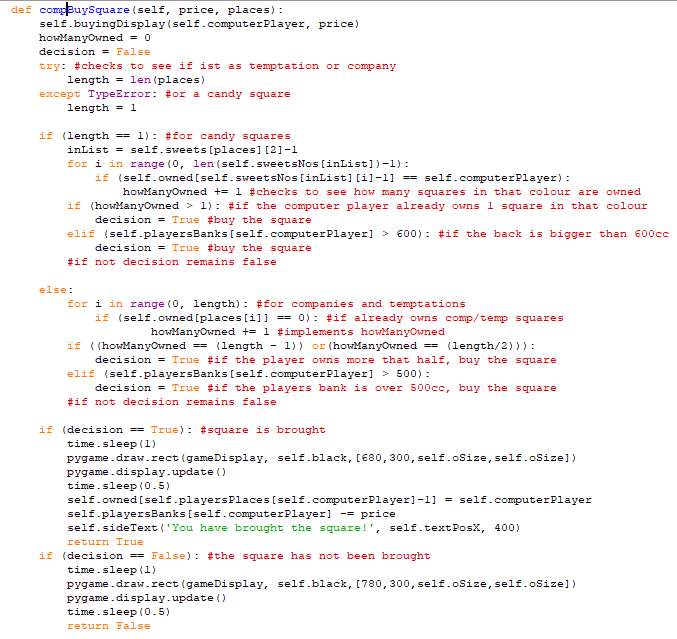 def compBuySquare(self, price, places):
    self.buyingDisplay(self.computerPlayer, price)
    howManyOwned = 0
    decision = False
    try: #checks to see if ist as temptation or company
        length = len(places)
    except TypeError: #or a candy square
        length = 1

    if (length == 1): #for candy squares
        inList = self.sweets[places][2]-1
        for i in range(0, len(self.sweetsNos[inList])-1):
            if (self.owned[self.sweetsNos[inList][i]-1] == self.computerPlayer):
                howManyOwned += 1 #checks to see how many squares in that colour are owned
        if (howManyOwned > 1): #if the computer player already owns 1 square in that colour
            decision = True #buy the square
        elif (self.playersBanks[self.computerPlayer] > 600): #if the back is bigger than 600cc
            decision = True #buy the square
        #if not decision remains false

    else:
        for i in range(0, length): #for companies and temptations
            if (self.owned[places[i]] == 0): #if already owns comp/temp squares
                    howManyOwned += 1 #implements howManyOwned
        if ((howManyOwned == (length - 1)) or(howManyOwned == (length/2))):
            decision = True #if the player owns more that half, buy the square
        elif (self.playersBanks[self.computerPlayer] > 500):
            decision = True #if the players bank is over 500cc, buy the square
        #if not decision remains false

    if (decision == True): #square is brought
        time.sleep(1)
        pygame.draw.rect(gameDisplay, self.black,[680,300,self.oSize,self.oSize])
        pygame.display.update()
        time.sleep(0.5)
        self.owned[self.playersPlaces[self.computerPlayer]-1] = self.computerPlayer
        self.playersBanks[self.computerPlayer] -= price
        self.sideText('You have brought the square!', self.textPosX, 400)
        return True
    if (decision == False): #the square has not been brought
        time.sleep(1)
        pygame.draw.rect(gameDisplay, self.black,[780,300,self.oSize,self.oSize])
        pygame.display.update()
        time.sleep(0.5)
        return False